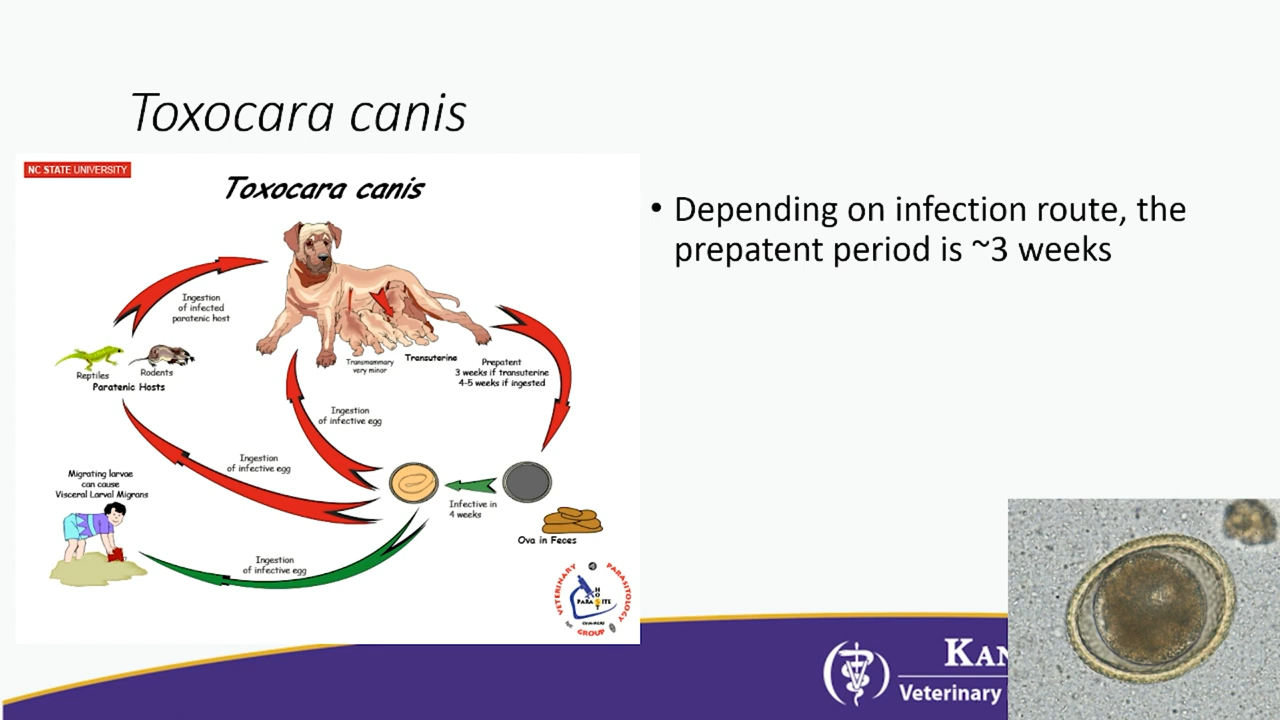 Toxocara canis
NC STATE UNIVERSITY
Toxocara canis
Ingestion
of infected
paratenic host
Reptiles
Rodents
Paratenic Hosts
Transmammary
very minor
Transuterine
Prepatent
3 weeks if transuterine
4-5 weeks if ingested
Ingestion
of infective egg
Ingestion
of infective egg
Migrating larvae
can cause
Visceral Larval Migrans
Infective in
4 weeks
Ova in Feces
Ingestion
of infective egg
VETERINARY PARASITOLOGY
GROUP
• Depending on infection route, the
prepatent period is ~3 weeks
KAN
Veterinary